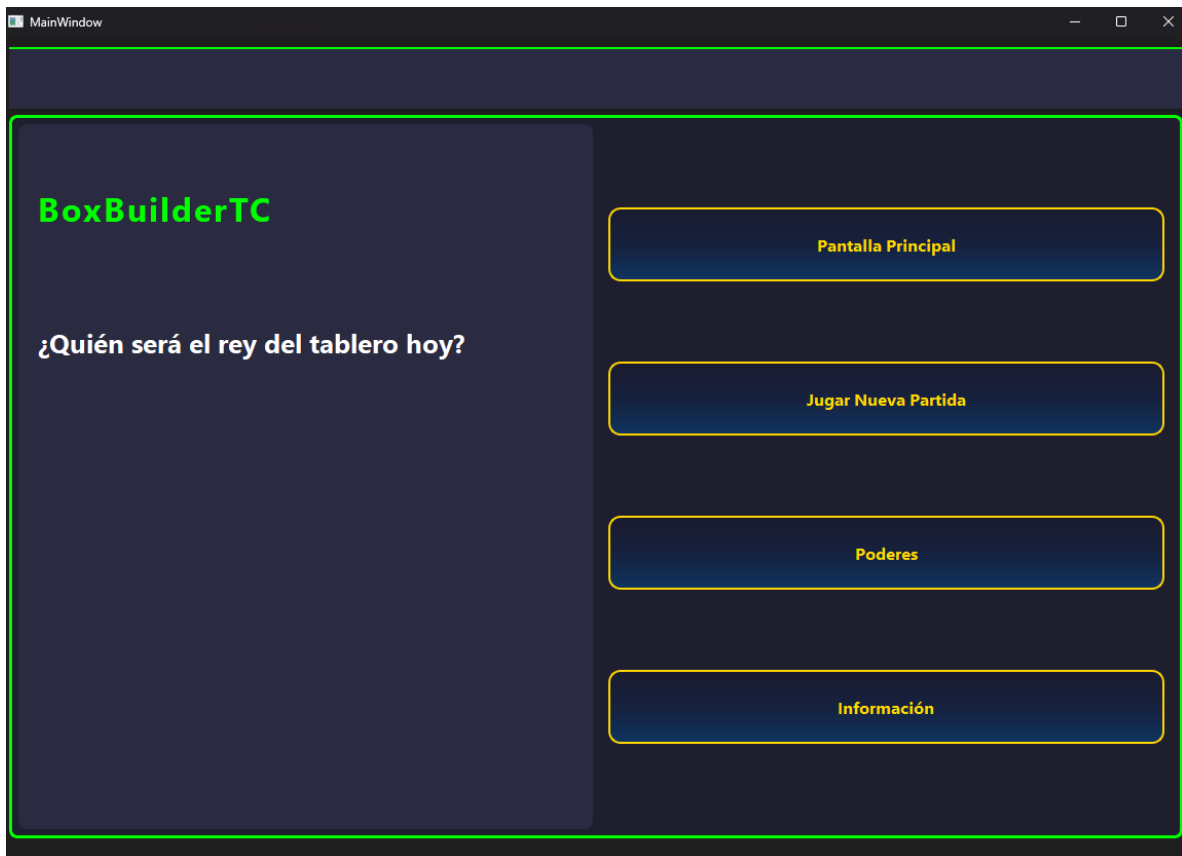 MainWindow
BoxBuilderTC
¿Quién será el rey del tablero hoy?
Pantalla Principal
Jugar Nueva Partida
Poderes
Información